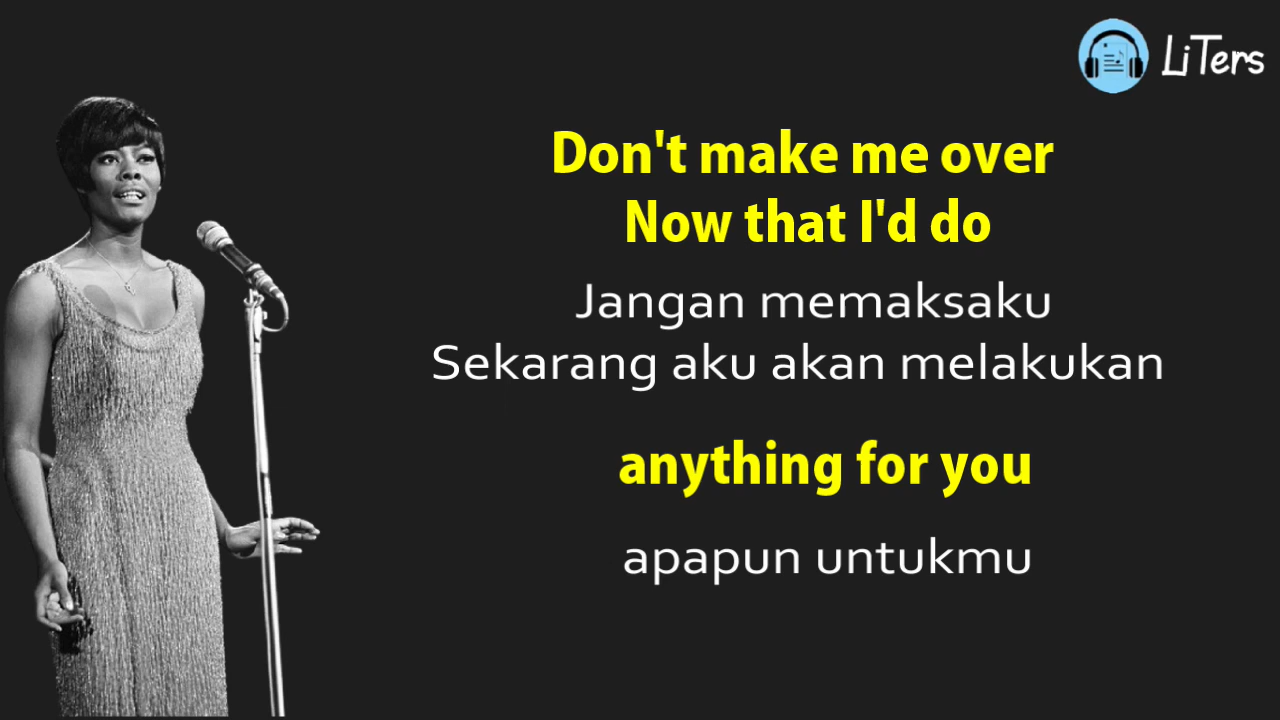 LiTers
Don't make me over
Now that I'd do
Jangan memaksaku
Sekarang aku akan melakukan
anything for you
apapun untukmu